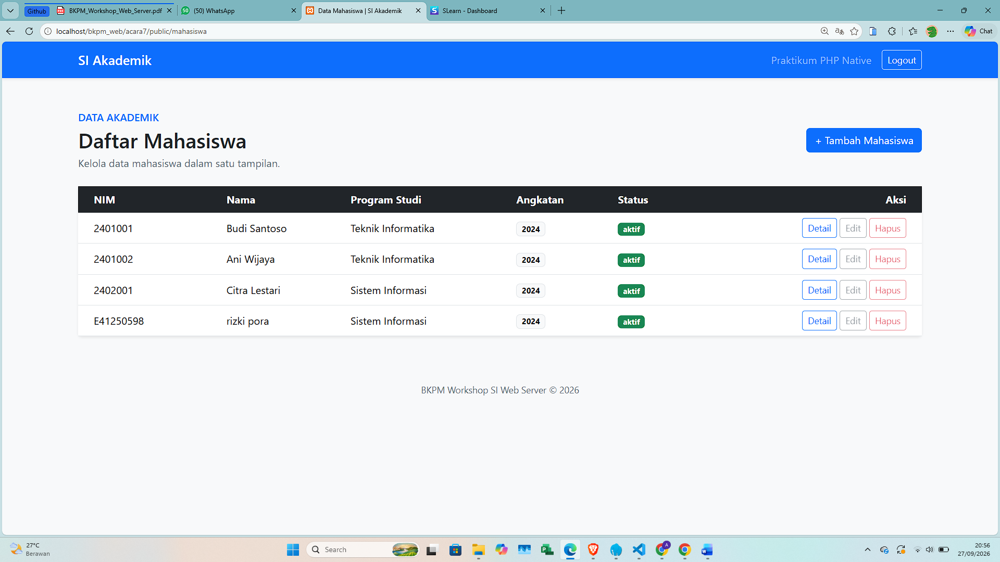 Github
BKPM_Workshop_Web_Server.pdf
50
(50) WhatsApp
Data Mahasiswa | SI Akademik
SLearn - Dashboard
localhost/bkpm_web/acara7/public/mahasiswa
Chat
SI Akademik
Praktikum PHP Native
Logout
DATA AKADEMIK
Daftar Mahasiswa
+ Tambah Mahasiswa
Kelola data mahasiswa dalam satu tampilan.
NIM Nama Program Studi Angkatan Status Aksi
2401001 Budi Santoso Teknik Informatika 2024 aktif Detail Edit Hapus
2401002 Ani Wijaya Teknik Informatika 2024 aktif Detail Edit Hapus
2402001 Citra Lestari Sistem Informasi 2024 aktif Detail Edit Hapus
E41250598 rizki pora Sistem Informasi 2024 aktif Detail Edit Hapus
BKPM Workshop SI Web Server © 2026
27°C
Berawan
Search
20:56
27/09/2026